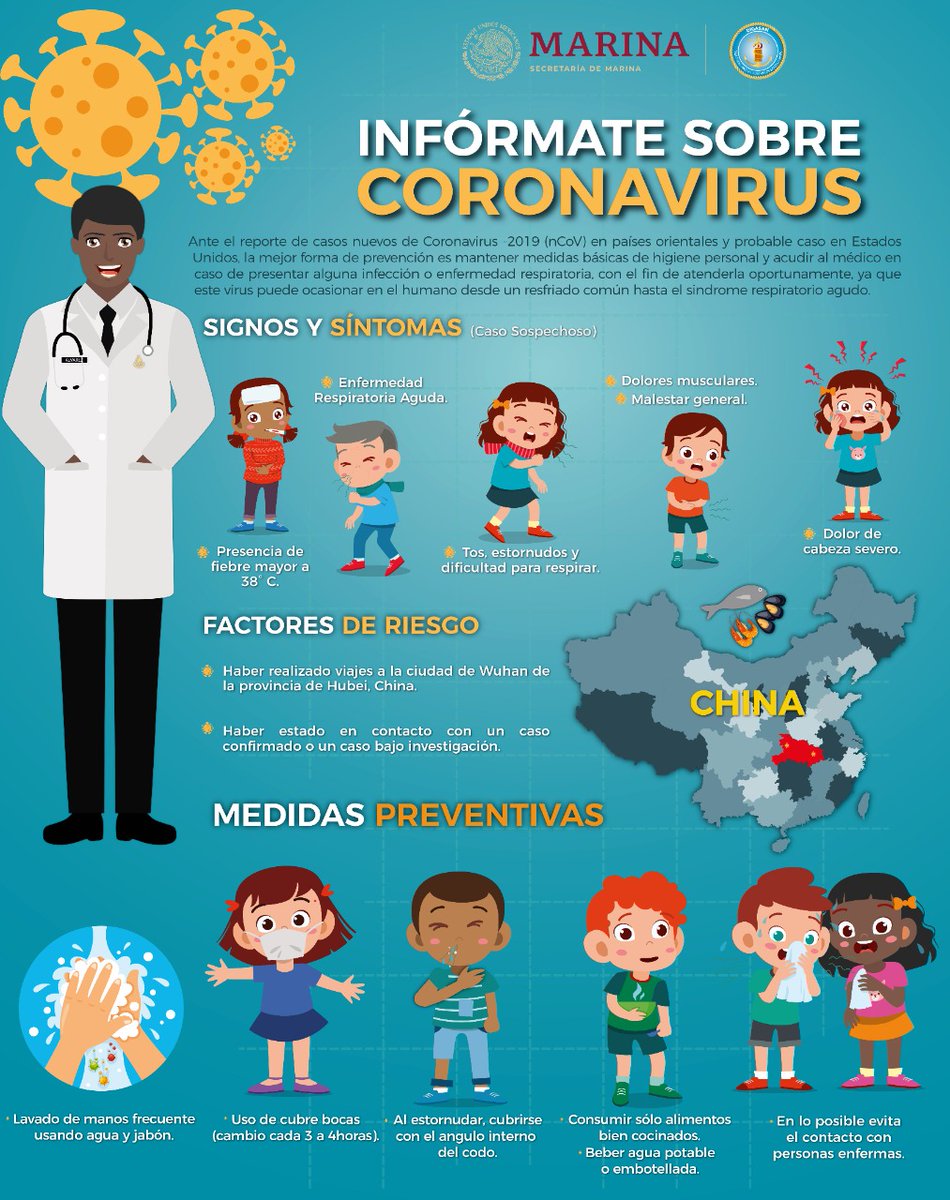 MARINA
SECRETARÍA DE MARINA
INFÓRMATE SOBRE
CORONAVIRUS
Ante el reporte de casos nuevos de Coronavirus -2019 (nCoV) en países orientales y probable caso en Estados
Unidos, la mejor forma de prevención es mantener medidas básicas de higiene personal y acudir al médico en
caso de presentar alguna infección o enfermedad respiratoria, con el fin de atenderla oportunamente, ya que
este virus puede ocasionar en el humano desde un resfriado común hasta el sindrome respiratorio agudo.
SIGNOS Y SÍNTOMAS (Caso Sospechoso)
Enfermedad
Respiratoria Aguda.
Dolores musculares.
Malestar general.
Presencia de
fiebre mayor a
38° C.
Tos, estornudos y
dificultad para respirar.
Dolor de
cabeza severo.
FACTORES DE RIESGO
Haber realizado viajes a la ciudad de Wuhan de
la provincia de Hubei, China.
Haber estado en contacto con un caso
confirmado o un caso bajo investigación.
CHINA
MEDIDAS PREVENTIVAS
· Lavado de manos frecuente
usando agua y jabón.
· Uso de cubre bocas
(cambio cada 3 a 4horas).
· Al estornudar, cubrirse
con el angulo interno
del codo.
· Consumir sólo alimentos
bien cocinados.
· Beber agua potable
o embotellada.
· En lo posible evita
el contacto con
personas enfermas.